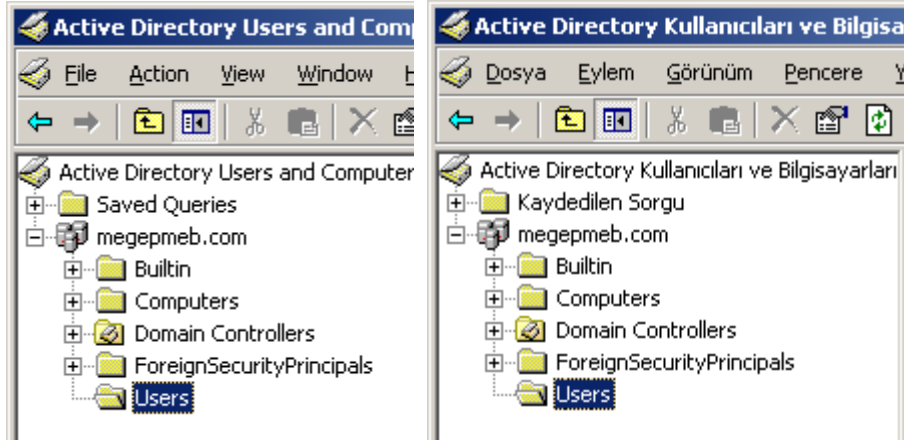 Active Directory Users and Com
File Action View Window H
Active Directory Users and Computer
Saved Queries
megepmeb.com
Builtin
Computers
Domain Controllers
ForeignSecurityPrincipals
Users
Active Directory Kullanıcıları ve Bilgisa
Dosya Eylem Görünüm Pencere Y
Active Directory Kullanıcıları ve Bilgisayarları
Kaydedilen Sorgu
megepmeb.com
Builtin
Computers
Domain Controllers
ForeignSecurityPrincipals
Users